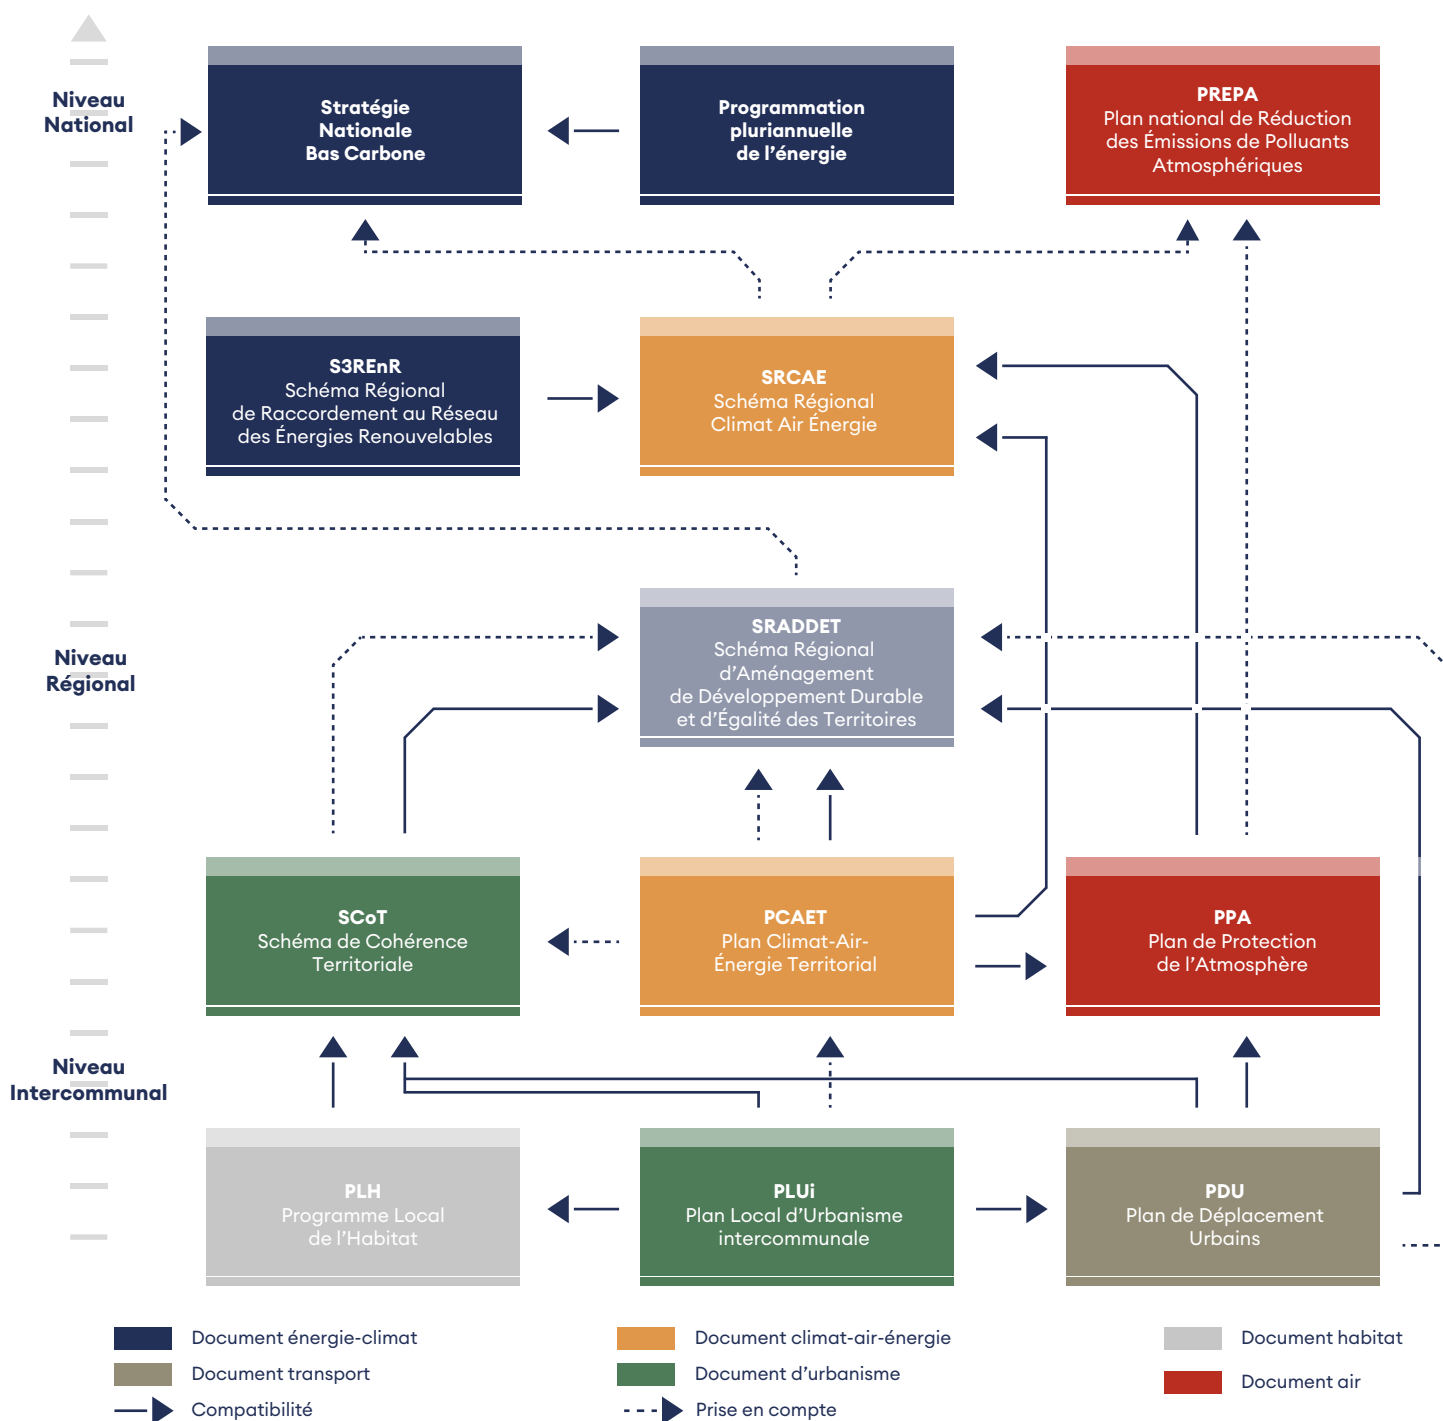 Niveau
National
Stratégie
Nationale
Bas Carbone
Programmation
pluriannuelle
de l'énergie
PREPA
Plan national de Réduction
des Émissions de Polluants
Atmosphériques
S3REnR
Schéma Régional
de Raccordement au Réseau
des Énergies Renouvelables
SRCAE
Schéma Régional
Climat Air Énergie
Niveau
Régional
SRADDET
Schéma Régional
d'Aménagement
de Développement Durable
et d'Égalité des Territoires
SCoT
Schéma de Cohérence
Territoriale
PCAET
Plan Climat-Air-
Énergie Territorial
PPA
Plan de Protection
de l'Atmosphère
Niveau
Intercommunal
PLH
Programme Local
de l'Habitat
PLUi
Plan Local d'Urbanisme
intercommunale
PDU
Plan de Déplacement
Urbains
Document énergie-climat
Document climat-air-énergie
Document habitat
Document transport
Document d'urbanisme
Document air
Compatibilité
Prise en compte